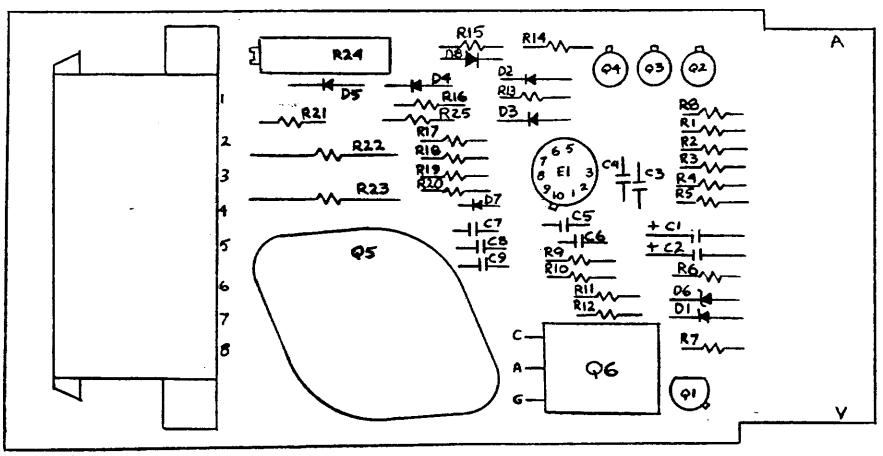 R15
R14
A
R24
D8
Q4 Q3 Q2
D5
D4
D2
1
R16
R13
R21
R25
D3
R8
R1
2
R17
R2
R22
R18
7 6 5
8 E1 3
9 10 1 2
C4
C3
R3
3
R19
R4
R23
R20
R5
4
D7
C7
C5
+ C1
5
Q5
C8
C6
+ C2
C9
R9
R10
R6
6
R11
D6
7
R12
D1
8
C
R7
A
Q6
G
Q1
V